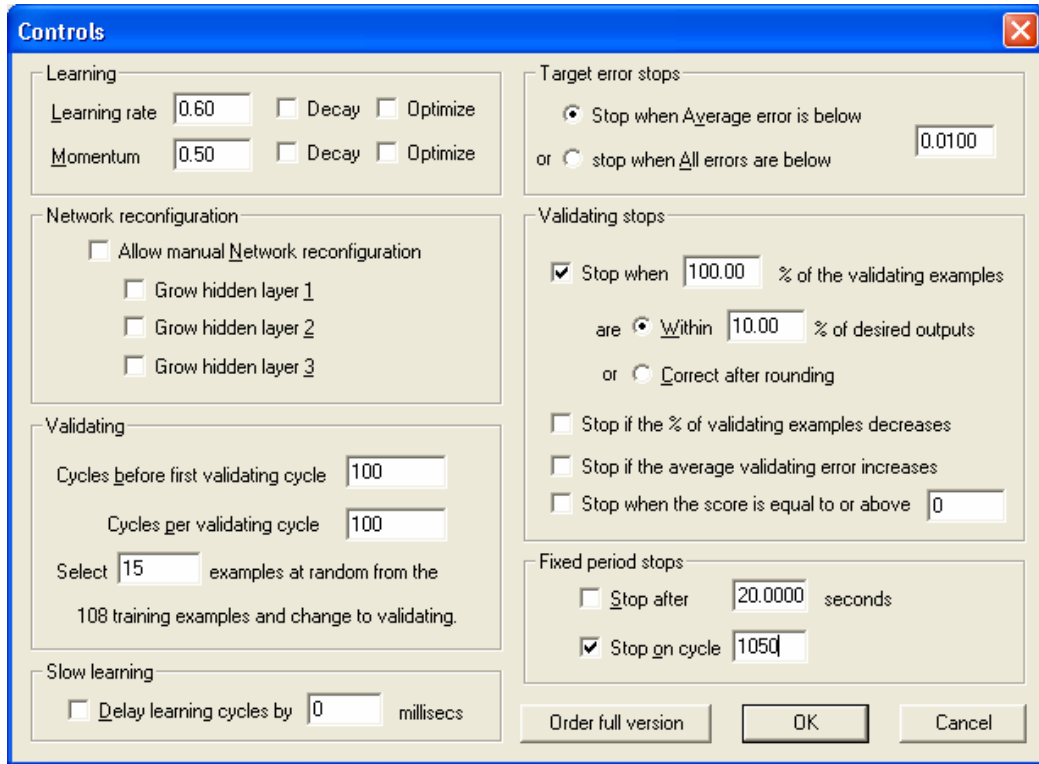 Controls
Learning
Learning rate 0.60 Decay Optimize
Momentum 0.50 Decay Optimize
Network reconfiguration
Allow manual Network reconfiguration
Grow hidden layer 1
Grow hidden layer 2
Grow hidden layer 3
Validating
Cycles before first validating cycle 100
Cycles per validating cycle 100
Select 15 examples at random from the
108 training examples and change to validating.
Slow learning
Delay learning cycles by 0 millisecs
Target error stops
Stop when Average error is below
or stop when All errors are below
0.0100
Validating stops
Stop when 100.00 % of the validating examples
are Within 10.00 % of desired outputs
or Correct after rounding
Stop if the % of validating examples decreases
Stop if the average validating error increases
Stop when the score is equal to or above 0
Fixed period stops
Stop after 20.0000 seconds
Stop on cycle 1050
Order full version OK Cancel